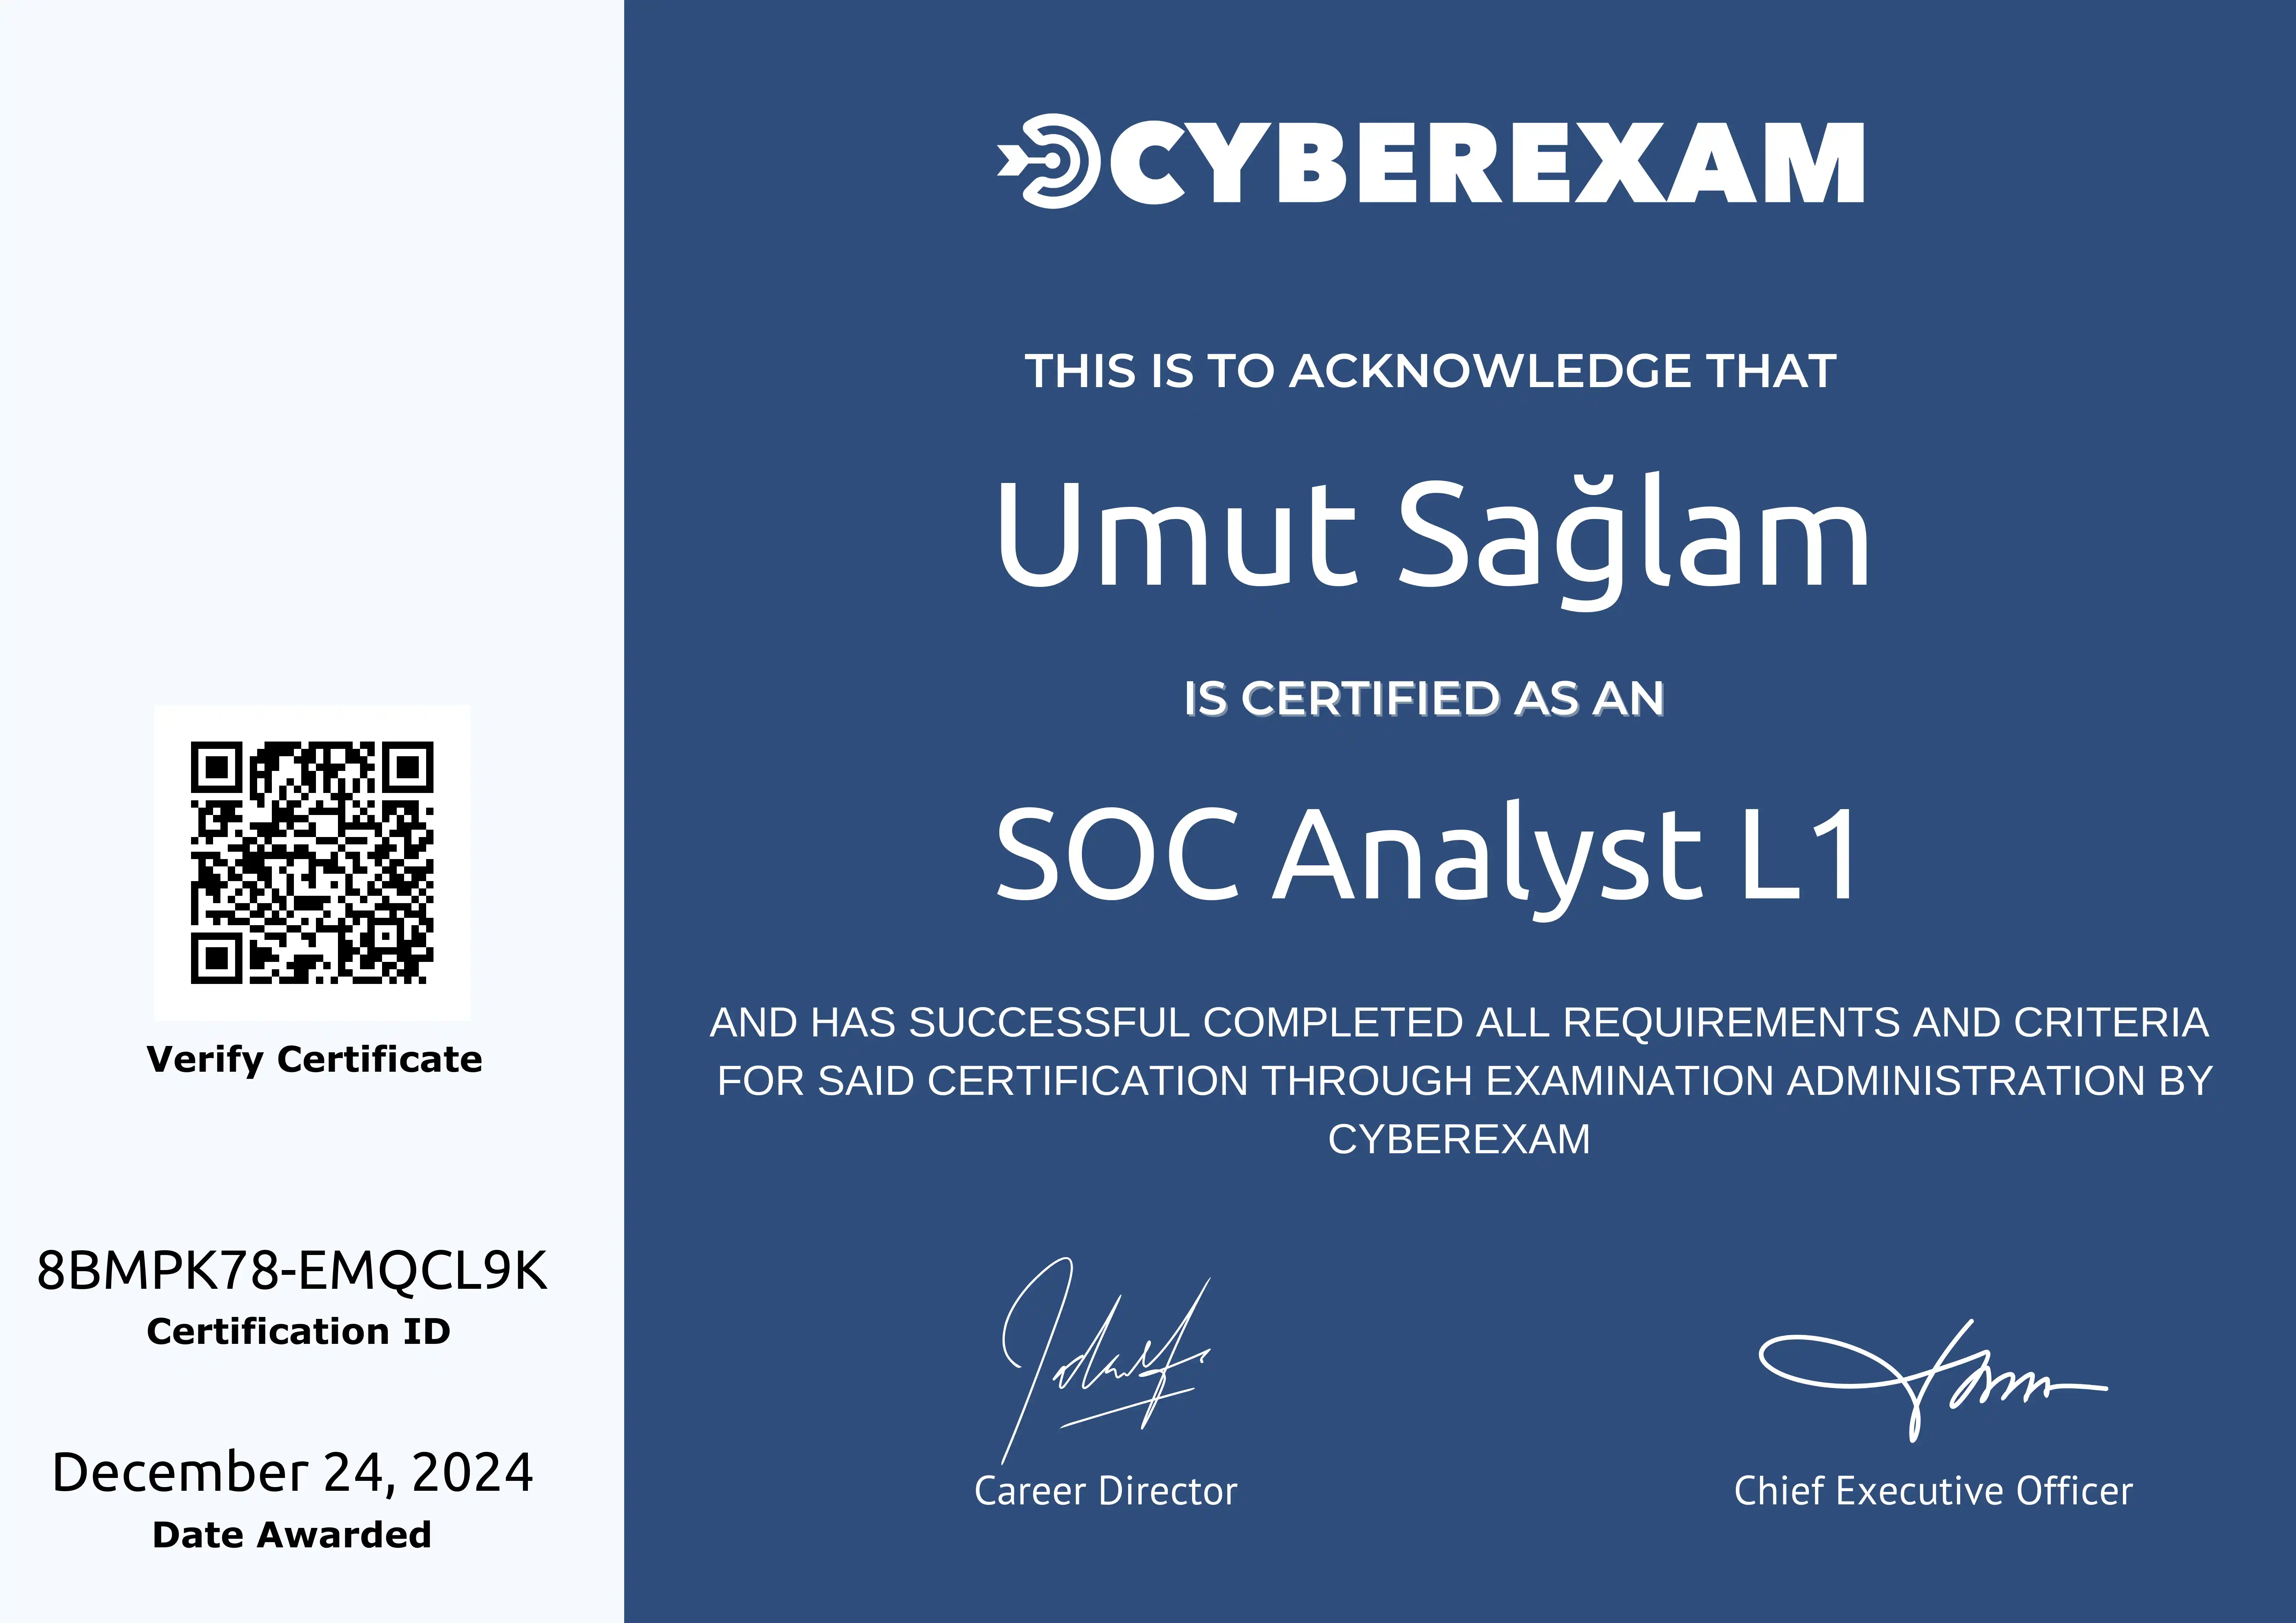 CYBEREXAM
THIS IS TO ACKNOWLEDGE THAT
Umut Sağlam
IS CERTIFIED AS AN
SOC Analyst L1
AND HAS SUCCESSFUL COMPLETED ALL REQUIREMENTS AND CRITERIA
FOR SAID CERTIFICATION THROUGH EXAMINATION ADMINISTRATION BY
CYBEREXAM
Career Director
Chief Executive Officer
Verify Certificate
8BMPK78-EMQCL9K
Certification ID
December 24, 2024
Date Awarded